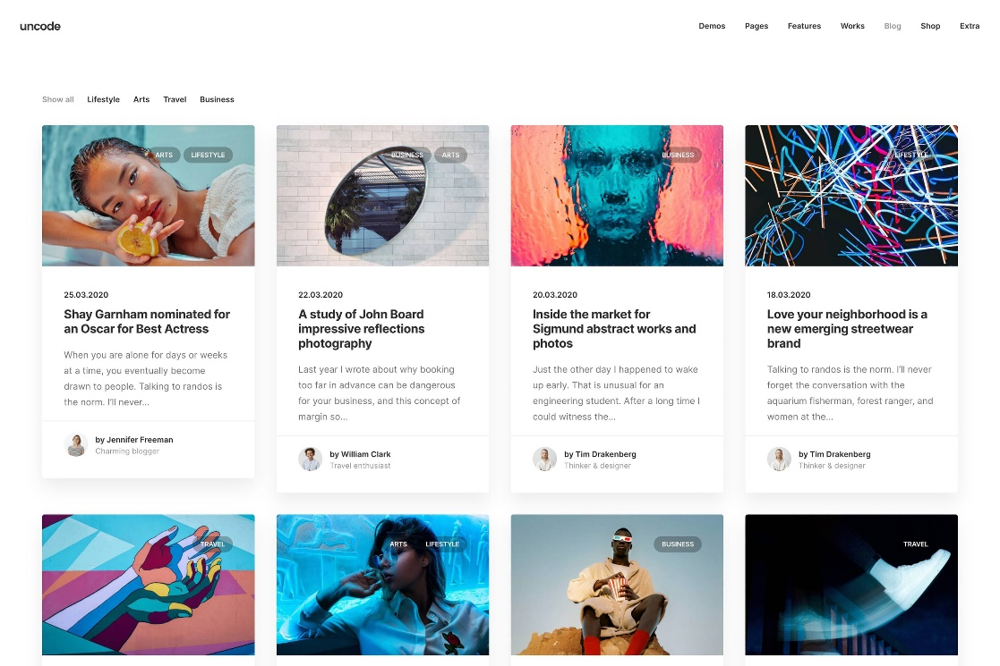 uncode
Demos Pages Features Works Blog Shop Extra
Show all Lifestyle Arts Travel Business
ARTS LIFESTYLE
25.03.2020
Shay Garnham nominated for
an Oscar for Best Actress
When you are alone for days or weeks
at a time, you eventually become
drawn to people. Talking to randos is
the norm. I'll never...
by Jennifer Freeman
Charming blogger
BUSINESS ARTS
22.03.2020
A study of John Board
impressive reflections
photography
Last year I wrote about why booking
too far in advance can be dangerous
for your business, and this concept of
margin so...
by William Clark
Travel enthusiast
BUSINESS
20.03.2020
Inside the market for
Sigmund abstract works and
photos
Just the other day I happened to wake
up early. That is unusual for an
engineering student. After a long time I
could witness the...
by Tim Drakenberg
Thinker & designer
LIFESTYLE
18.03.2020
Love your neighborhood is a
new emerging streetwear
brand
Talking to randos is the norm. I'll never
forget the conversation with the
aquarium fisherman, forest ranger, and
women at the...
by Tim Drakenberg
Thinker & designer
TRAVEL
ARTS LIFESTYLE
BUSINESS
TRAVEL